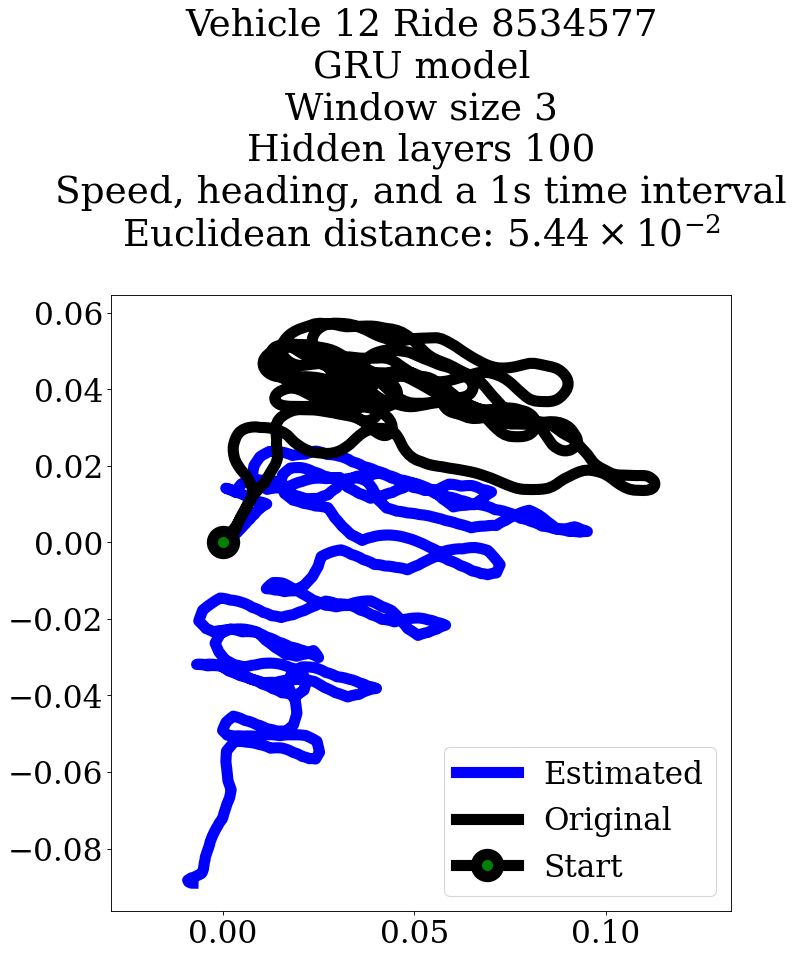 Vehicle 12 Ride 8534577
GRU model
Window size 3
Hidden layers 100
Speed, heading, and a 1s time interval
Euclidean distance: 5.44 × 10⁻²
0.06
0.04
0.02
0.00
−0.02
−0.04
−0.06
−0.08
Estimated
Original
Start
0.00 0.05 0.10